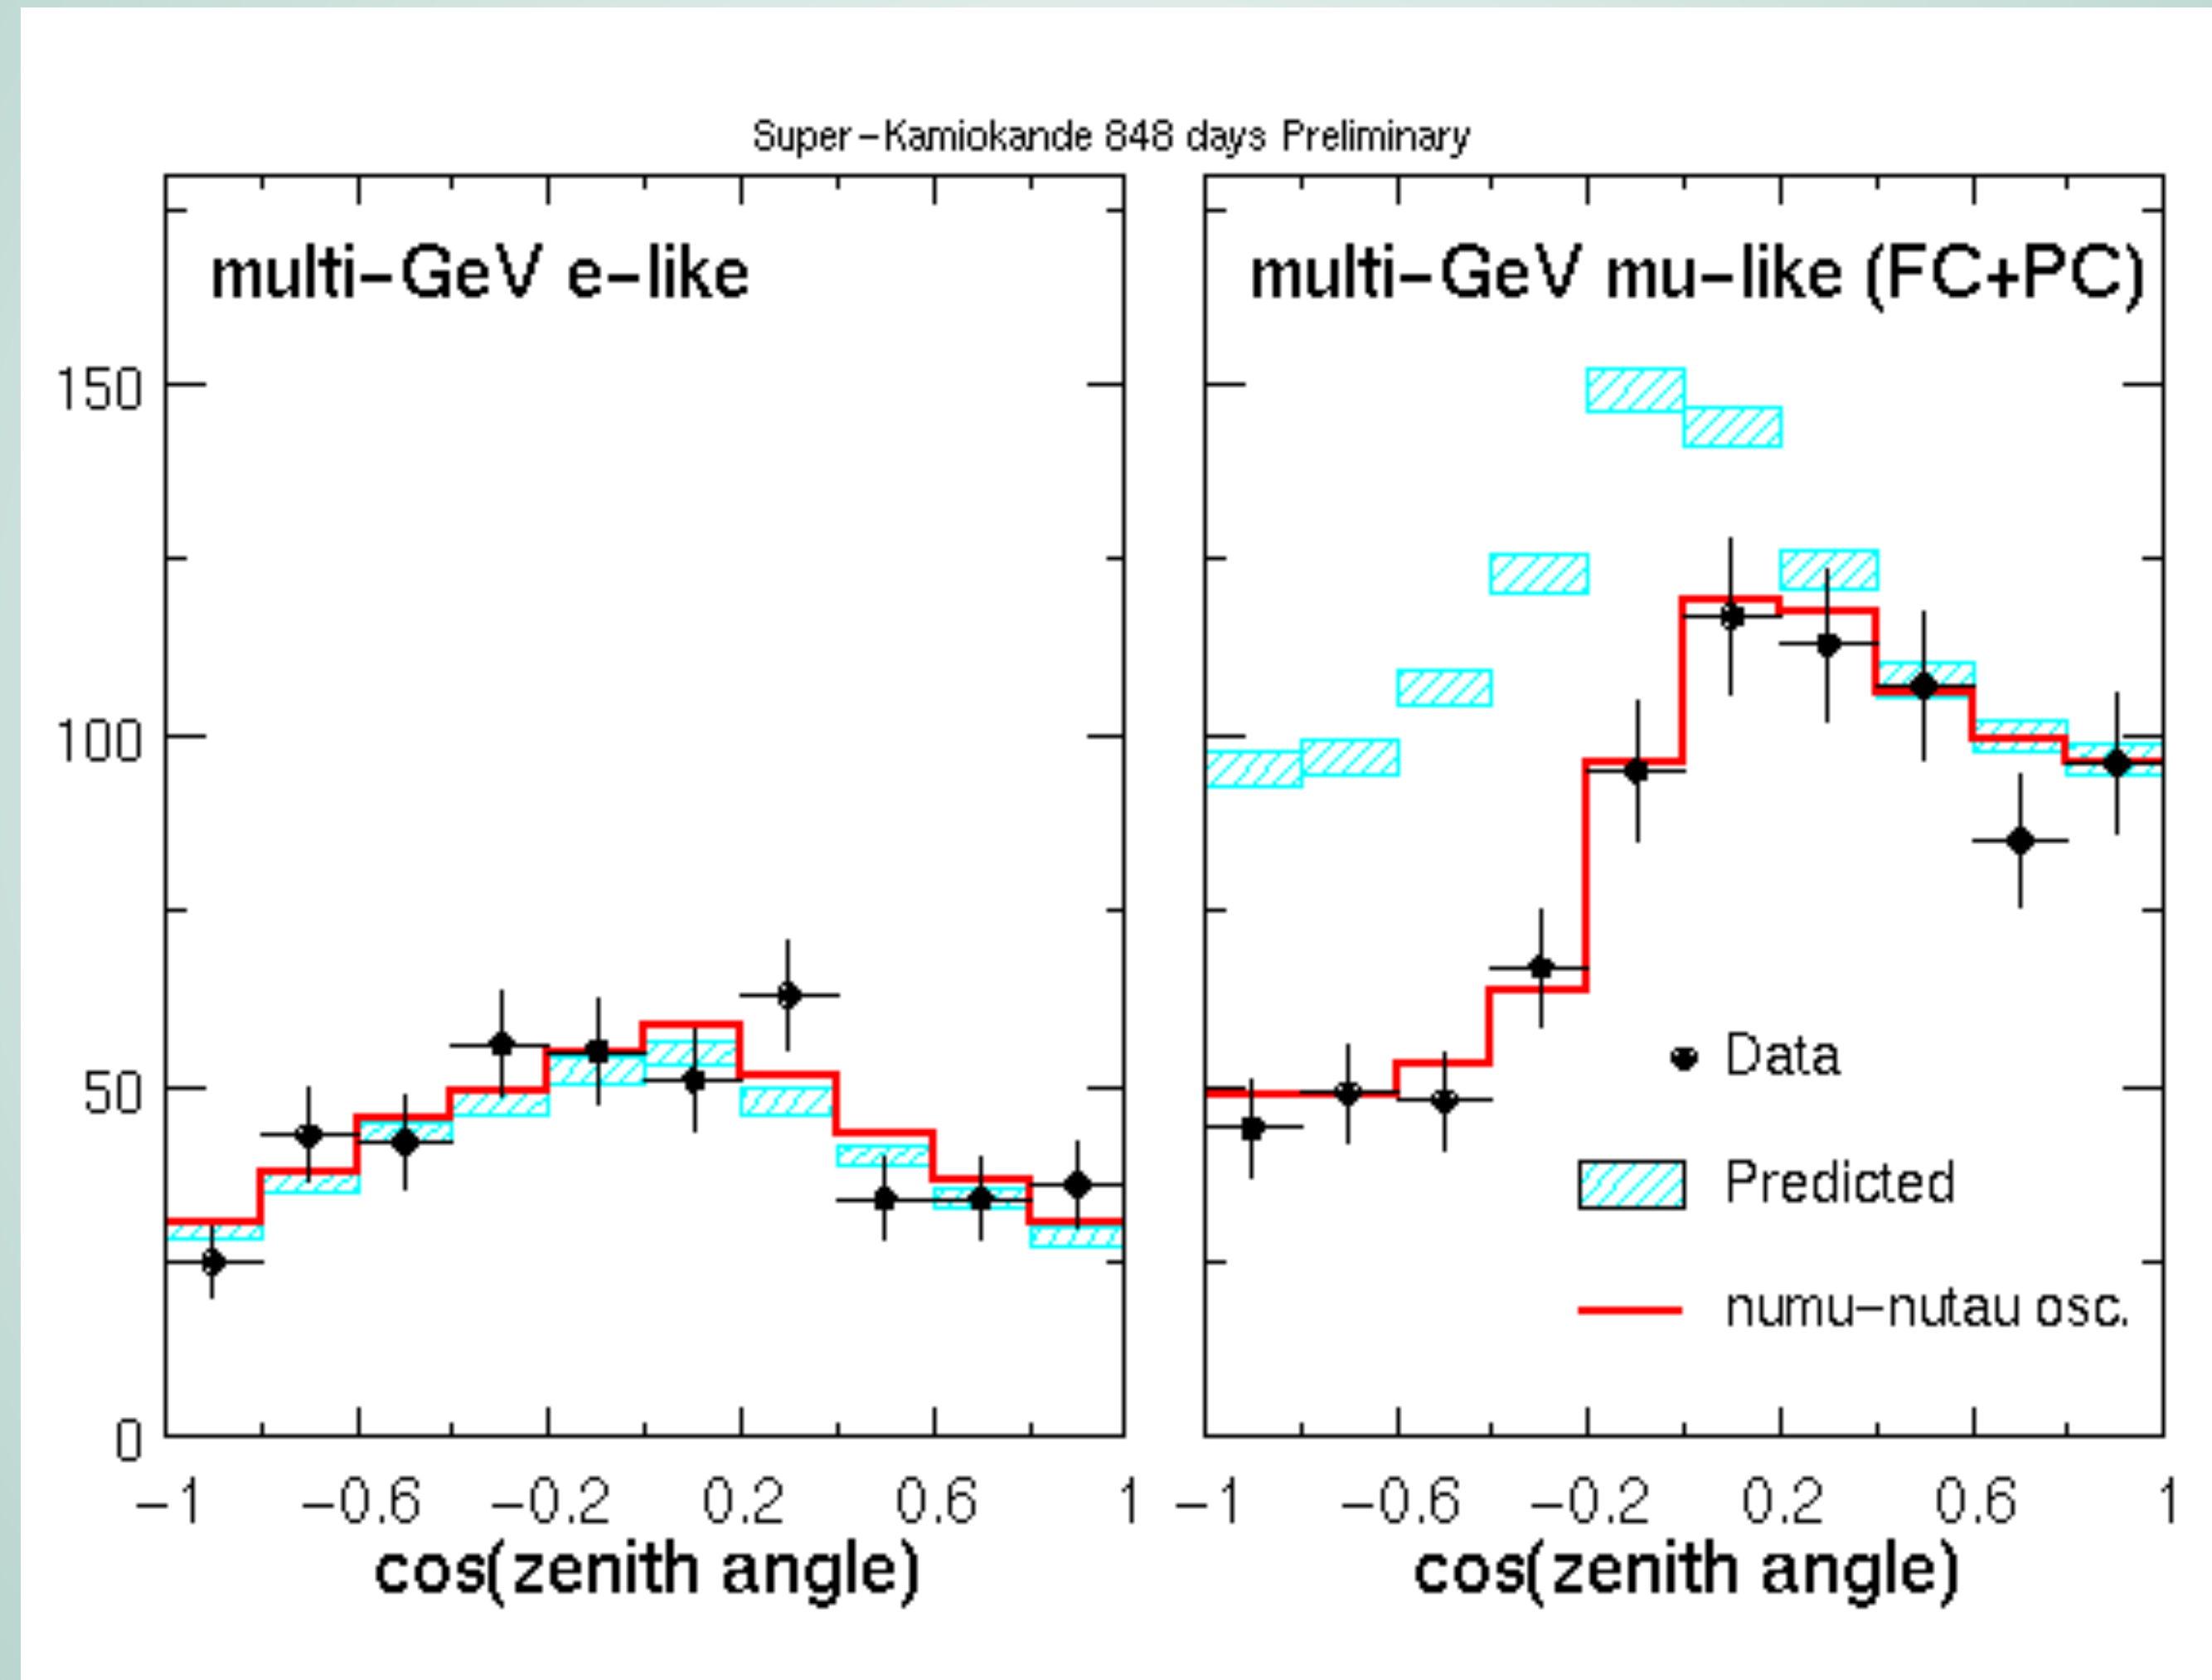 Super-Kamiokande 848 days Preliminary
multi-GeV e-like
multi-GeV mu-like (FC+PC)
150
100
50
0
Data
Predicted
numu-nutau osc.
-1 -0.6 -0.2 0.2 0.6 1
-1 -0.6 -0.2 0.2 0.6 1
cos(zenith angle)
cos(zenith angle)